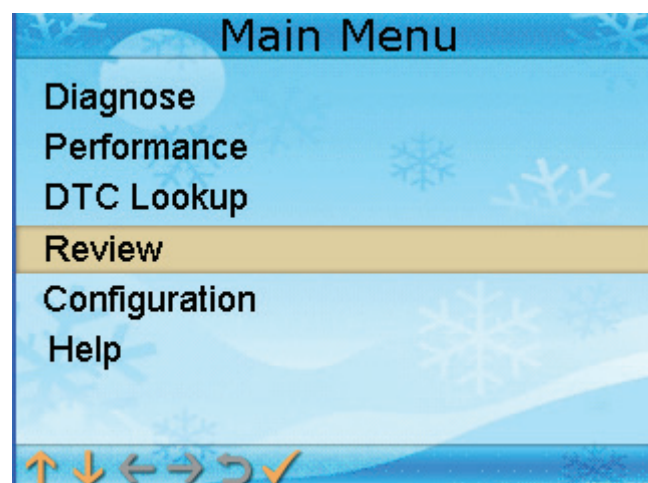 Main Menu
Diagnose
Performance
DTC Lookup
Review
Configuration
Help